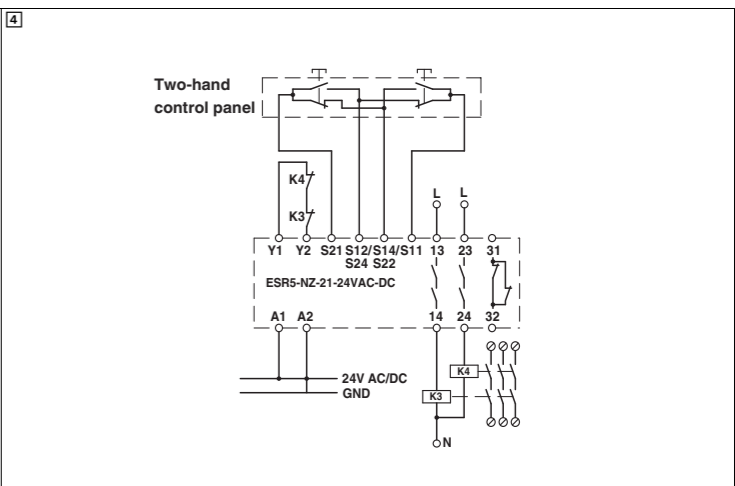 4
Two-hand
control panel
K4
K3
L L
Y1 Y2 S21 S12/ S14/S11 13 23 31
S24 S22
ESR5-NZ-21-24VAC-DC
A1 A2 14 24 32
K4
24V AC/DC
K3
GND
N